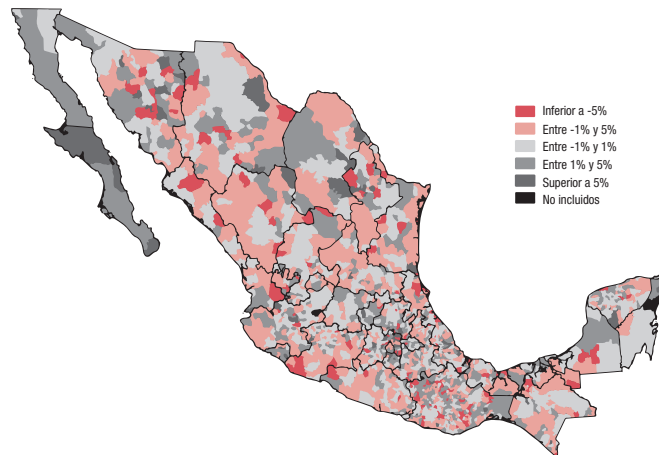 Inferior a -5%
Entre -1% y 5%
Entre -1% y 1%
Entre 1% y 5%
Superior a 5%
No incluidos